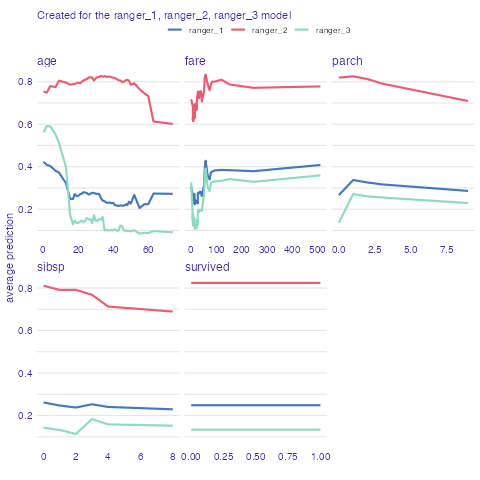 Created for the ranger_1, ranger_2, ranger_3 model
ranger_1 ranger_2 ranger_3
age fare parch
0.8
0.6
0.4
0.2
0 20 40 60 0 100 200 300 400 500 0.0 2.5 5.0 7.5
average prediction
sibsp survived
0.8
0.6
0.4
0.2
0 2 4 6 8 0.00 0.25 0.50 0.75 1.00